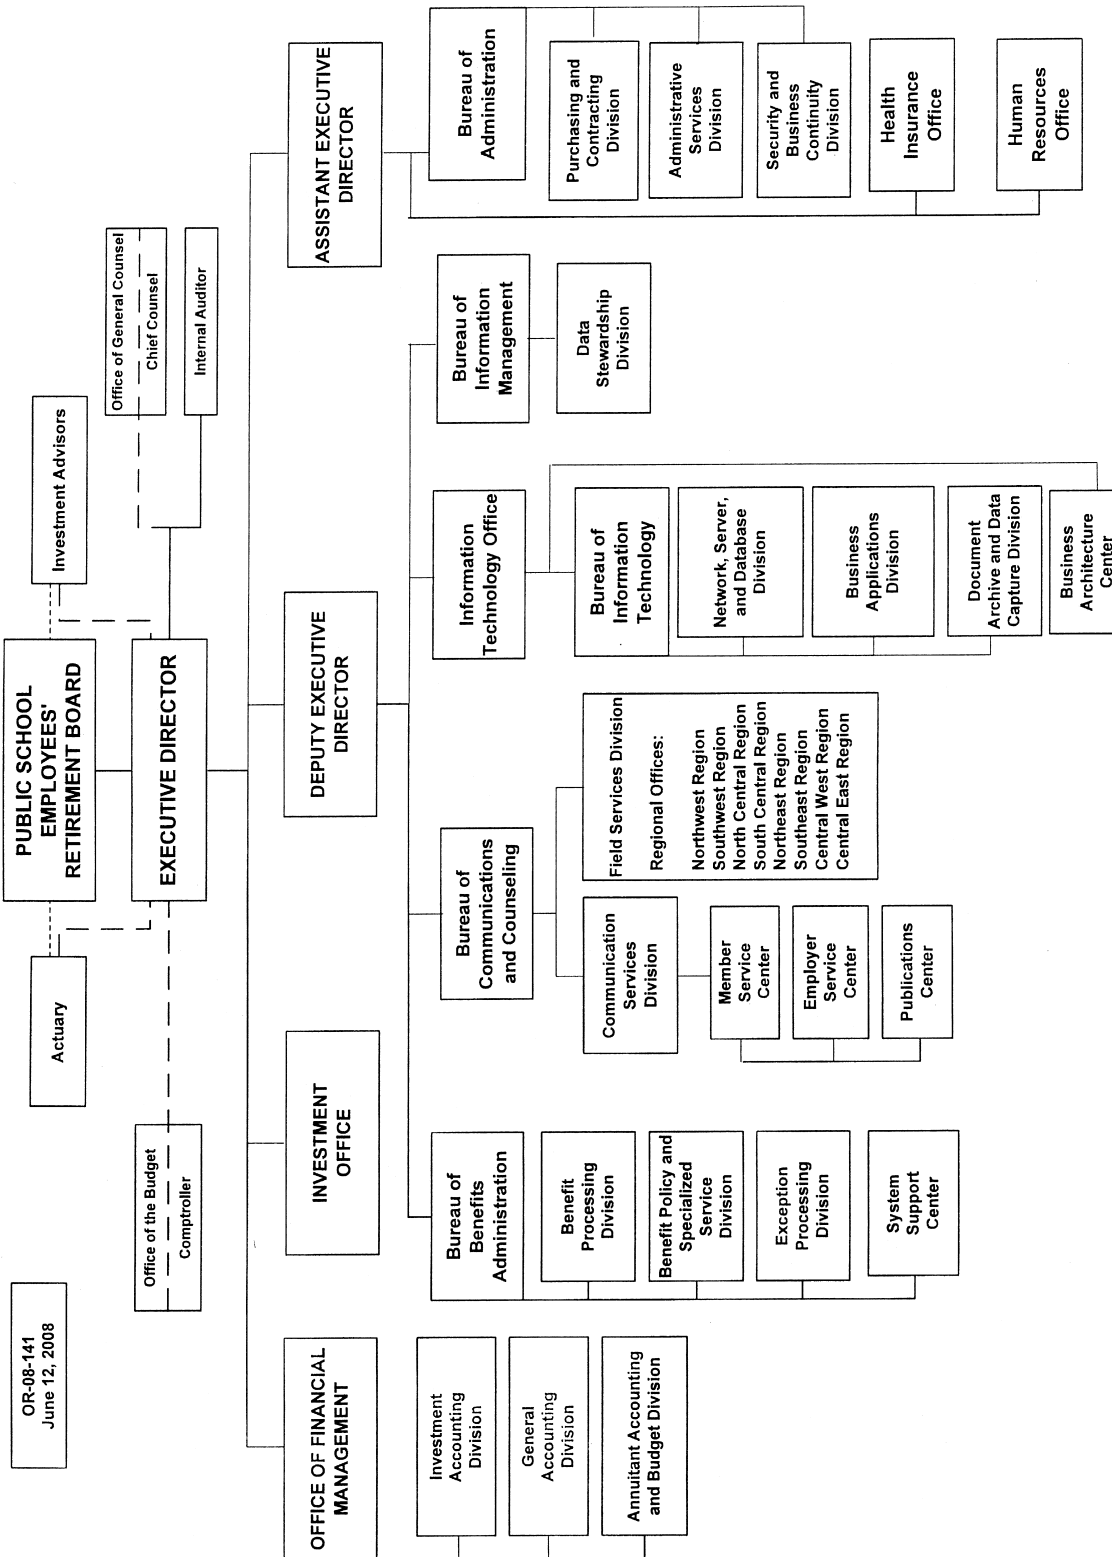 OR-08-141
June 12, 2008
PUBLIC SCHOOL
EMPLOYEES'
RETIREMENT BOARD
Actuary
Investment Advisors
EXECUTIVE DIRECTOR
Office of the Budget
Comptroller
Office of General Counsel
Chief Counsel
Internal Auditor
OFFICE OF FINANCIAL
MANAGEMENT
Investment
Accounting
Division
General
Accounting
Division
Annuitant Accounting
and Budget Division
INVESTMENT
OFFICE
DEPUTY EXECUTIVE
DIRECTOR
Bureau of
Benefits
Administration
Benefit
Processing
Division
Benefit Policy and
Specialized
Service
Division
Exception
Processing
Division
System
Support
Center
Bureau of
Communications
and Counseling
Communication
Services
Division
Member
Service
Center
Employer
Service
Center
Publications
Center
Field Services Division
Regional Offices:
Northwest Region
Southwest Region
North Central Region
South Central Region
Northeast Region
Southeast Region
Central West Region
Central East Region
Information
Technology Office
Bureau of
Information
Technology
Network, Server,
and Database
Division
Business
Applications
Division
Document
Archive and Data
Capture Division
Business
Architecture
Center
Bureau of
Information
Management
Data
Stewardship
Division
ASSISTANT EXECUTIVE
DIRECTOR
Bureau of
Administration
Purchasing and
Contracting
Division
Administrative
Services
Division
Security and
Business
Continuity
Division
Health
Insurance
Office
Human
Resources
Office